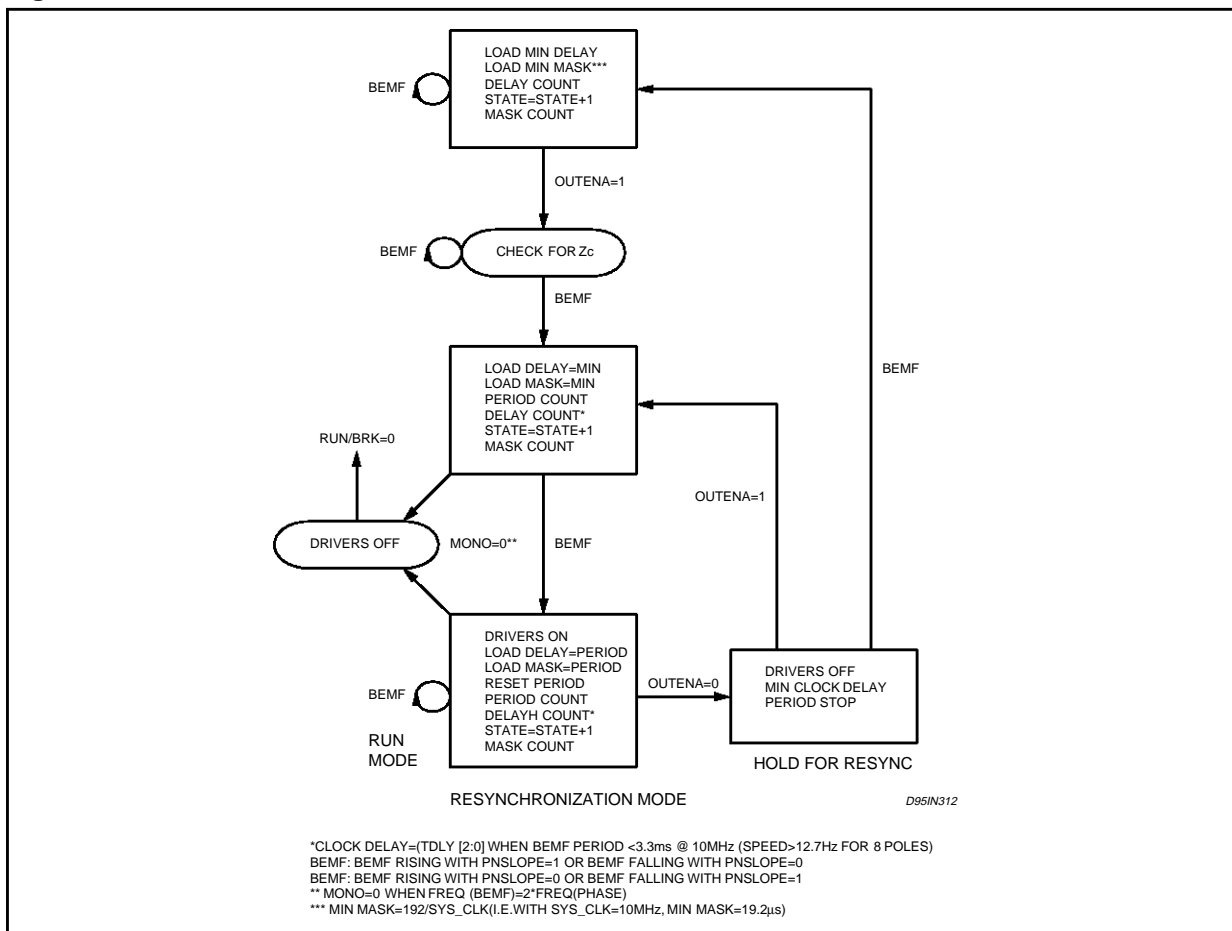 LOAD MIN DELAY
LOAD MIN MASK***
DELAY COUNT
STATE=STATE+1
MASK COUNT
BEMF
OUTENA=1
BEMF
CHECK FOR Zc
BEMF
LOAD DELAY=MIN
LOAD MASK=MIN
PERIOD COUNT
DELAY COUNT*
STATE=STATE+1
MASK COUNT
BEMF
RUN/BRK=0
OUTENA=1
DRIVERS OFF
MONO=0**
BEMF
DRIVERS ON
LOAD DELAY=PERIOD
LOAD MASK=PERIOD
RESET PERIOD
PERIOD COUNT
DELAYH COUNT*
STATE=STATE+1
MASK COUNT
BEMF
OUTENA=0
DRIVERS OFF
MIN CLOCK DELAY
PERIOD STOP
RUN
MODE
HOLD FOR RESYNC
RESYNCHRONIZATION MODE
D95IN312
*CLOCK DELAY=(TDLY [2:0] WHEN BEMF PERIOD <3.3ms @ 10MHz (SPEED>12.7Hz FOR 8 POLES)
BEMF: BEMF RISING WITH PNSLOPE=1 OR BEMF FALLING WITH PNSLOPE=0
BEMF: BEMF RISING WITH PNSLOPE=0 OR BEMF FALLING WITH PNSLOPE=1
** MONO=0 WHEN FREQ (BEMF)=2*FREQ(PHASE)
*** MIN MASK=192/SYS_CLK(I.E.WITH SYS_CLK=10MHz, MIN MASK=19.2µs)